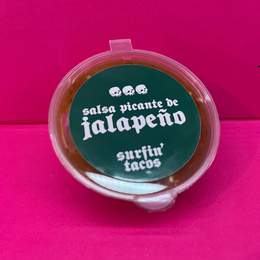 salsa picante de
jalapeño
surfin'
tacos